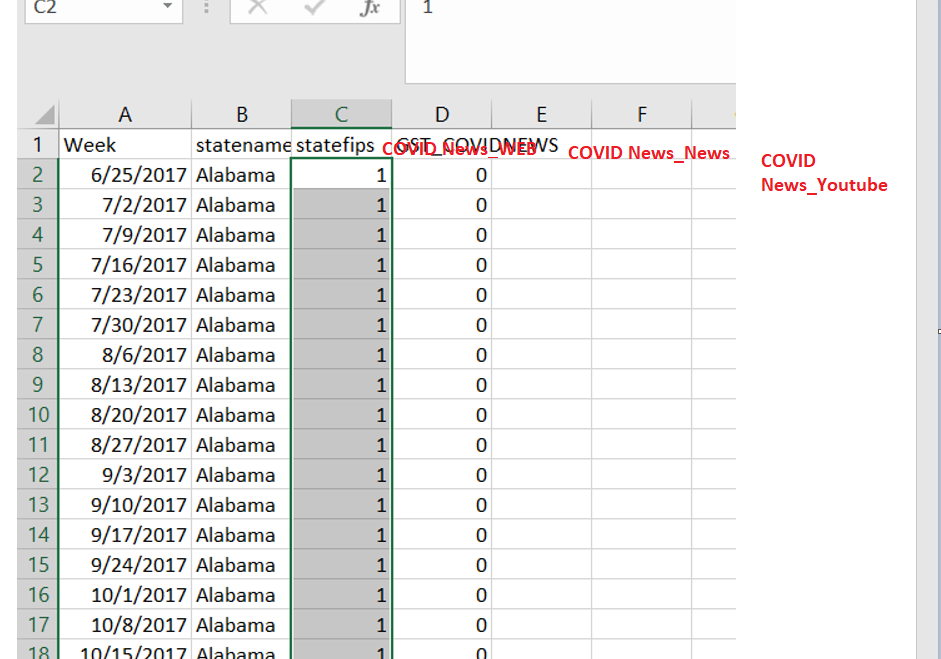 C2 fx 1
A B C D E F
1 Week statename statefips GST_COVIDNEWS
COVID News_WEB COVID News_News COVID
News_Youtube
2 6/25/2017 Alabama 1 0
3 7/2/2017 Alabama 1 0
4 7/9/2017 Alabama 1 0
5 7/16/2017 Alabama 1 0
6 7/23/2017 Alabama 1 0
7 7/30/2017 Alabama 1 0
8 8/6/2017 Alabama 1 0
9 8/13/2017 Alabama 1 0
10 8/20/2017 Alabama 1 0
11 8/27/2017 Alabama 1 0
12 9/3/2017 Alabama 1 0
13 9/10/2017 Alabama 1 0
14 9/17/2017 Alabama 1 0
15 9/24/2017 Alabama 1 0
16 10/1/2017 Alabama 1 0
17 10/8/2017 Alabama 1 0
18 10/15/2017 Alabama 1 0